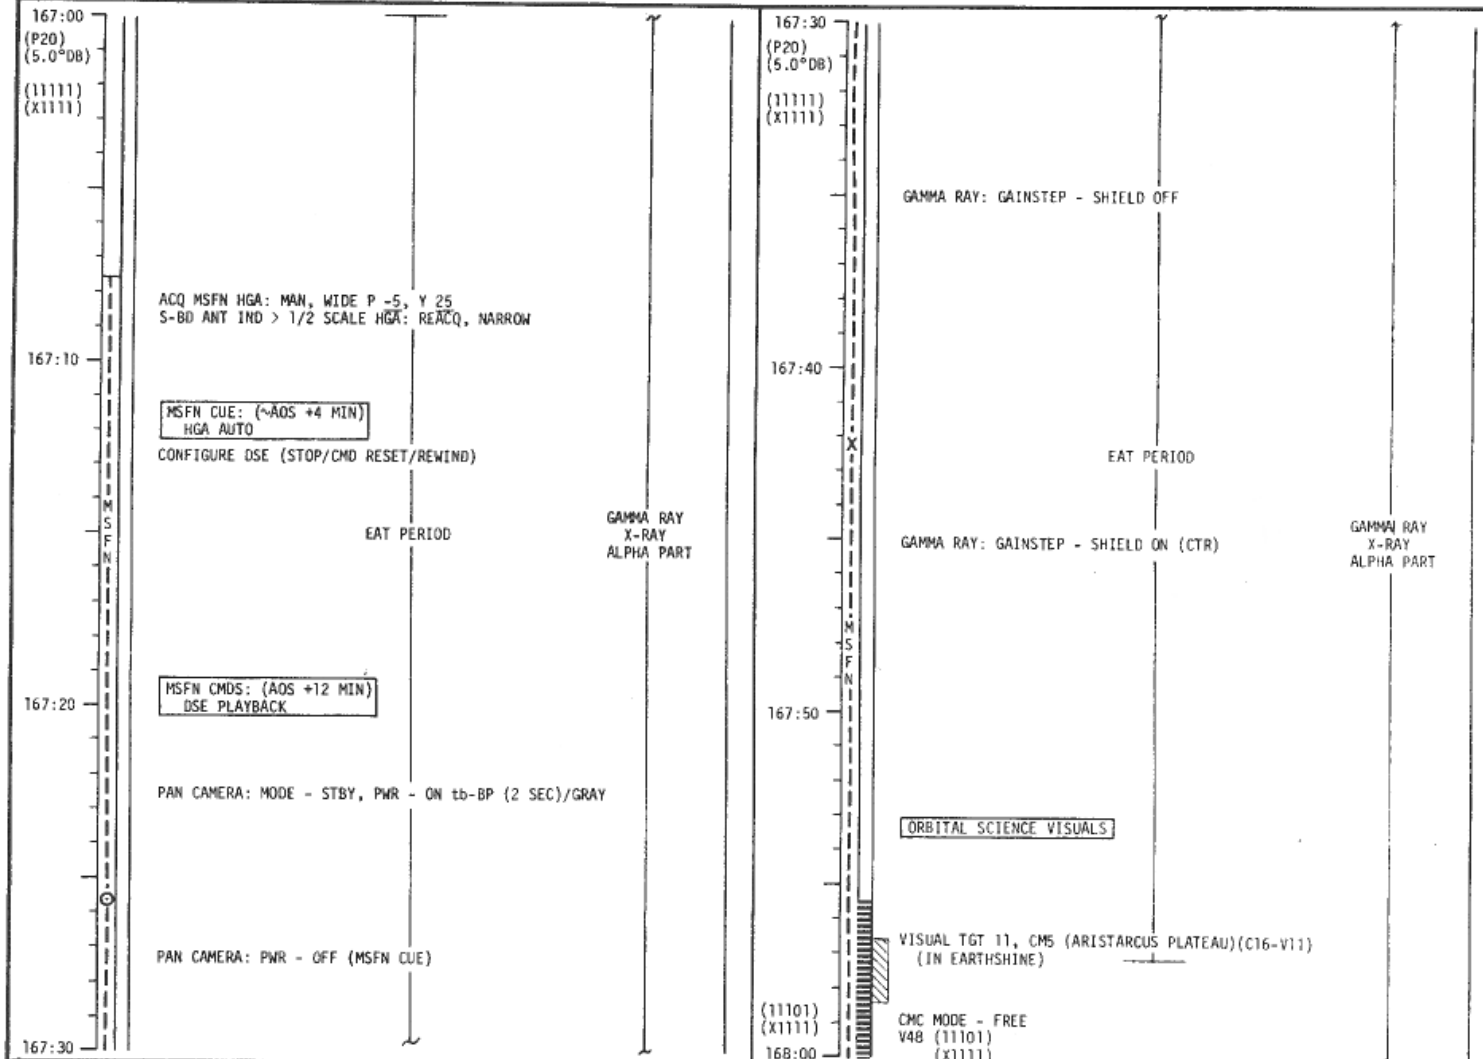 167:00
(P20)
(5.0°DB)
(11111)
(X1111)
ACQ MSFN HGA: MAN, WIDE P -5, Y 25
S-BD ANT IND > 1/2 SCALE HGA: REACQ, NARROW
167:10
MSFN CUE: (~AOS +4 MIN)
HGA AUTO
CONFIGURE DSE (STOP/CMD RESET/REWIND)
MSFN
EAT PERIOD
GAMMA RAY
X-RAY
ALPHA PART
MSFN CMDS: (AOS +12 MIN)
DSE PLAYBACK
167:20
PAN CAMERA: MODE - STBY, PWR - ON tb-BP (2 SEC)/GRAY
PAN CAMERA: PWR - OFF (MSFN CUE)
167:30
167:30
(P20)
(5.0°DB)
(11111)
(X1111)
GAMMA RAY: GAINSTEP - SHIELD OFF
167:40
X
EAT PERIOD
GAMMA RAY: GAINSTEP - SHIELD ON (CTR)
GAMMA RAY
X-RAY
ALPHA PART
MSFN
167:50
ORBITAL SCIENCE VISUALS
VISUAL TGT 11, CM5 (ARISTARCUS PLATEAU)(C16-V11)
(IN EARTHSHINE)
(11101)
(X1111)
CMC MODE - FREE
V48 (11101)
(X1111)
168:00